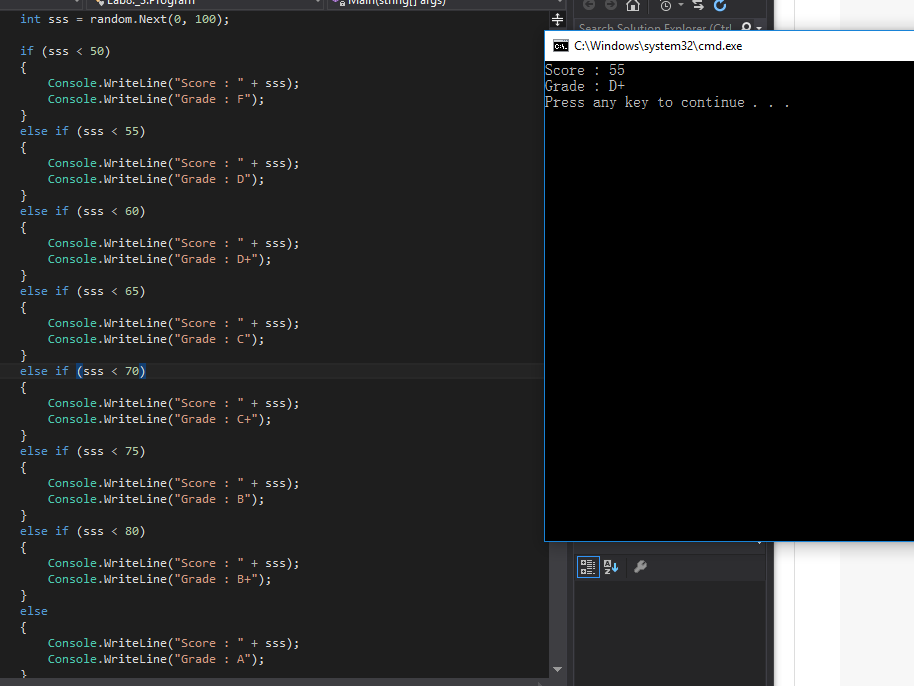 Lab8._5.Program
Main(string[] args)
int sss = random.Next(0, 100);
if (sss < 50)
{
Console.WriteLine("Score : " + sss);
Console.WriteLine("Grade : F");
}
else if (sss < 55)
{
Console.WriteLine("Score : " + sss);
Console.WriteLine("Grade : D");
}
else if (sss < 60)
{
Console.WriteLine("Score : " + sss);
Console.WriteLine("Grade : D+");
}
else if (sss < 65)
{
Console.WriteLine("Score : " + sss);
Console.WriteLine("Grade : C");
}
else if (sss < 70)
{
Console.WriteLine("Score : " + sss);
Console.WriteLine("Grade : C+");
}
else if (sss < 75)
{
Console.WriteLine("Score : " + sss);
Console.WriteLine("Grade : B");
}
else if (sss < 80)
{
Console.WriteLine("Score : " + sss);
Console.WriteLine("Grade : B+");
}
else
{
Console.WriteLine("Score : " + sss);
Console.WriteLine("Grade : A");
}
Search Solution Explorer (Ctrl
C:\Windows\system32\cmd.exe
Score : 55
Grade : D+
Press any key to continue . . .